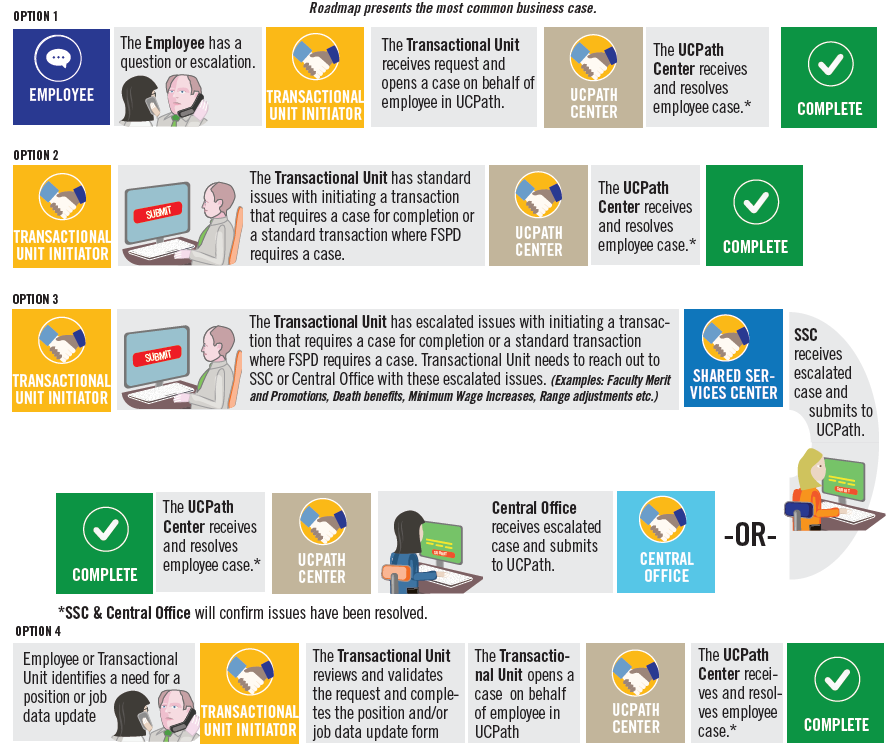 Roadmap presents the most common business case.
OPTION 1
EMPLOYEE
The Employee has a
question or escalation.
TRANSACTIONAL
UNIT INITIATOR
The Transactional Unit
receives request and
opens a case on behalf of
employee in UCPath.
UCPATH
CENTER
The UCPath
Center receives
and resolves
employee case.*
COMPLETE
OPTION 2
TRANSACTIONAL
UNIT INITIATOR
SUBMIT
The Transactional Unit has standard
issues with initiating a transaction
that requires a case for completion or
a standard transaction where FSPD
requires a case.
UCPATH
CENTER
The UCPath
Center receives
and resolves
employee case.*
COMPLETE
OPTION 3
TRANSACTIONAL
UNIT INITIATOR
SUBMIT
The Transactional Unit has escalated issues with initiating a transac-
tion that requires a case for completion or a standard transaction
where FSPD requires a case. Transactional Unit needs to reach out to
SSC or Central Office with these escalated issues. (Examples: Faculty Merit
and Promotions, Death benefits, Minimum Wage Increases, Range adjustments etc.)
SHARED SER-
VICES CENTER
SSC
receives
escalated
case and
submits to
UCPath.
-OR-
CENTRAL
OFFICE
Central Office
receives escalated
case and submits
to UCPath.
UCPATH
CENTER
The UCPath
Center receives
and resolves
employee case.*
COMPLETE
*SSC & Central Office will confirm issues have been resolved.
OPTION 4
Employee or Transactional
Unit identifies a need for a
position or job
data update
TRANSACTIONAL
UNIT INITIATOR
The Transactional Unit
reviews and validates
the request and comple-
tes the position and/or
job data update form
The Transactio-
nal Unit opens a
case on behalf
of employee in
UCPath
UCPATH
CENTER
The UCPath
Center recei-
ves and resol-
ves employee
case.*
COMPLETE